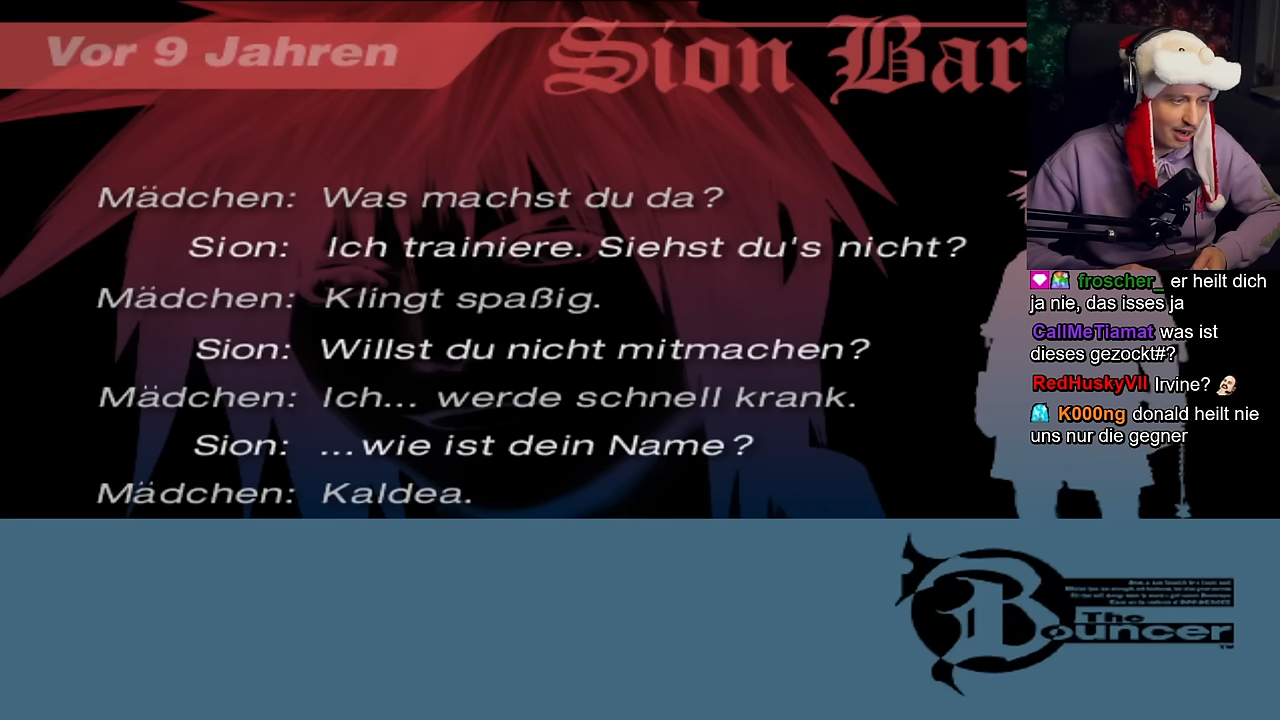 Vor 9 Jahren
Sion Bar
Mädchen: Was machst du da?
Sion: Ich trainiere. Siehst du's nicht?
Mädchen: Klingt spaßig.
Sion: Willst du nicht mitmachen?
Mädchen: Ich... werde schnell krank.
Sion: ...wie ist dein Name?
Mädchen: Kaldea.
froscher_ er heilt dich
ja nie, das isses ja
CallMeTiamat was ist
dieses gezockt#?
RedHuskyVII Irvine?
K000ng donald heilt nie
uns nur die gegner
B
The
Bouncer
TM